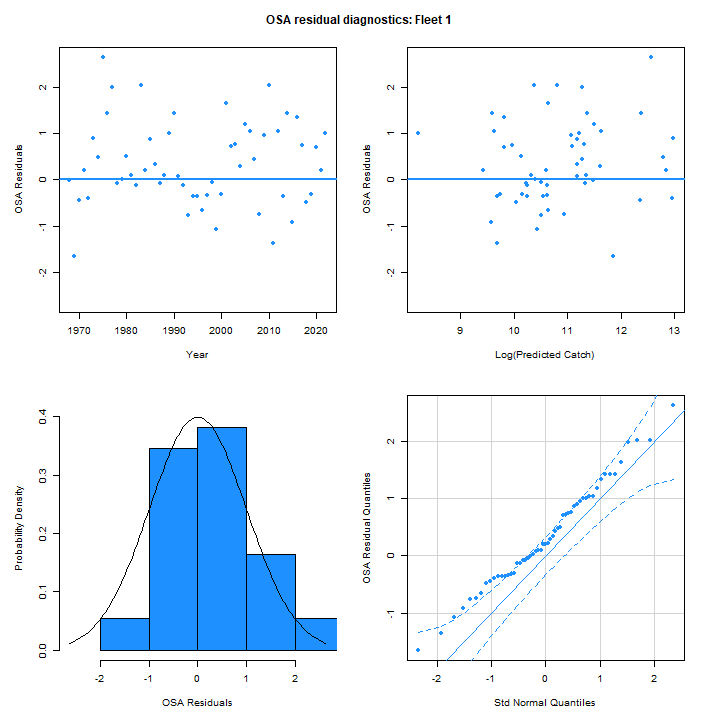 OSA residual diagnostics: Fleet 1
OSA Residuals
2
1
0
-1
-2
1970 1980 1990 2000 2010 2020
Year
OSA Residuals
2
1
0
-1
-2
9 10 11 12 13
Log(Predicted Catch)
Probability Density
0.4
0.3
0.2
0.1
0.0
-2 -1 0 1 2
OSA Residuals
OSA Residual Quantiles
2
1
0
-1
-2 -1 0 1 2
Std Normal Quantiles